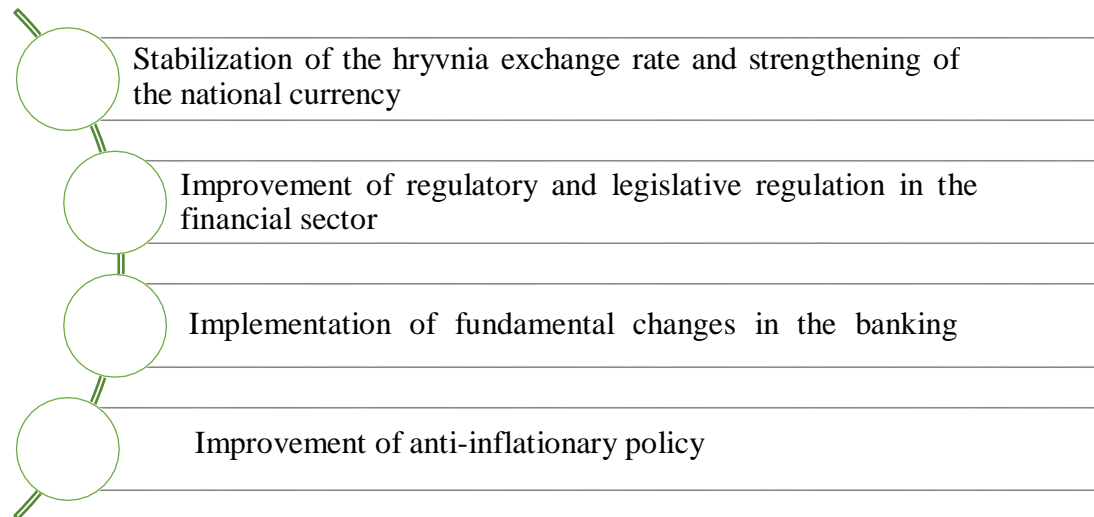 Stabilization of the hryvnia exchange rate and strengthening of
the national currency
Improvement of regulatory and legislative regulation in the
financial sector
Implementation of fundamental changes in the banking
Improvement of anti-inflationary policy